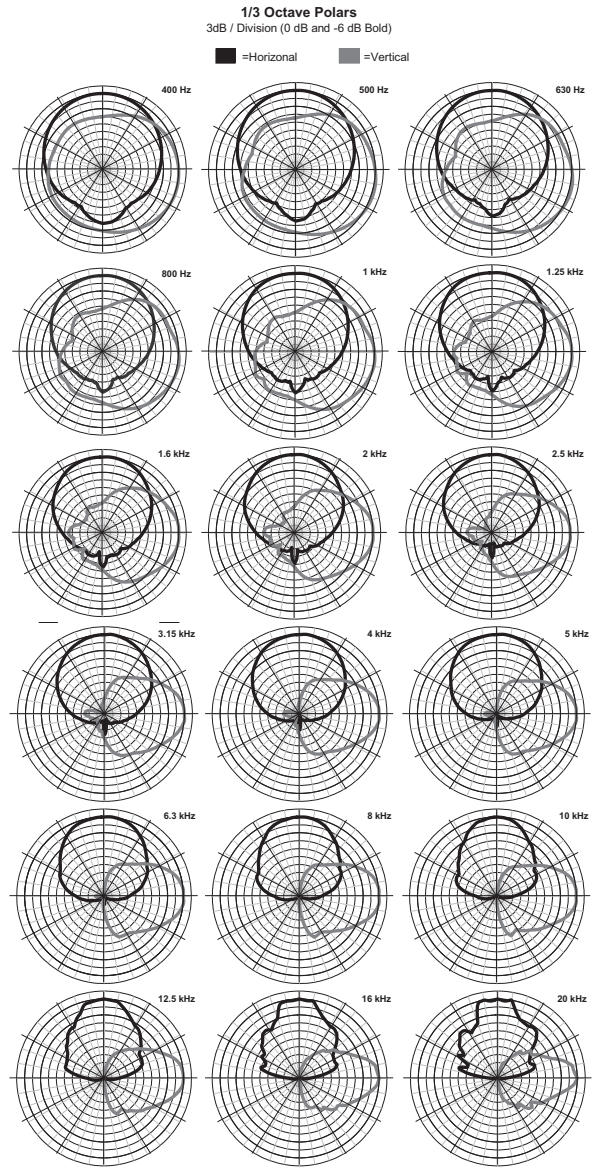 1/3 Octave Polars
3dB / Division (0 dB and -6 dB Bold)
=Horizonal =Vertical
400 Hz 500 Hz 630 Hz
800 Hz 1 kHz 1.25 kHz
1.6 kHz 2 kHz 2.5 kHz
3.15 kHz 4 kHz 5 kHz
6.3 kHz 8 kHz 10 kHz
12.5 kHz 16 kHz 20 kHz